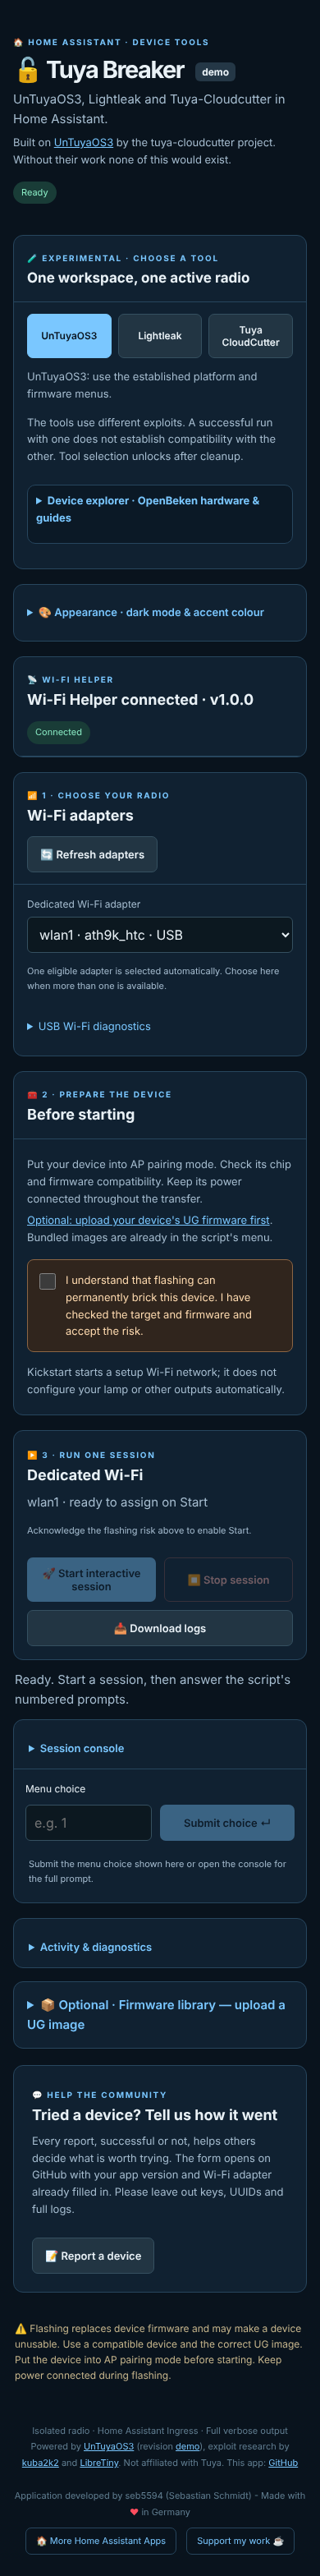 🏠 HOME ASSISTANT · DEVICE TOOLS
🔓 Tuya Breaker demo
UnTuyaOS3, Lightleak and Tuya-Cloudcutter in
Home Assistant.
Built on UnTuyaOS3 by the tuya-cloudcutter project.
Without their work none of this would exist.
Ready
🧪 EXPERIMENTAL · CHOOSE A TOOL
One workspace, one active radio
UnTuyaOS3
Lightleak
Tuya
CloudCutter
UnTuyaOS3: use the established platform and
firmware menus.
The tools use different exploits. A successful run
with one does not establish compatibility with the
other. Tool selection unlocks after cleanup.
▶ Device explorer · OpenBeken hardware &
guides
▶ 🎨 Appearance · dark mode & accent colour
📡 WI-FI HELPER
Wi-Fi Helper connected · v1.0.0
Connected
📶 1 · CHOOSE YOUR RADIO
Wi-Fi adapters
🔄 Refresh adapters
Dedicated Wi-Fi adapter
wlan1 · ath9k_htc · USB
One eligible adapter is selected automatically. Choose here
when more than one is available.
▶ USB Wi-Fi diagnostics
🧰 2 · PREPARE THE DEVICE
Before starting
Put your device into AP pairing mode. Check its chip
and firmware compatibility. Keep its power
connected throughout the transfer.
Optional: upload your device's UG firmware first.
Bundled images are already in the script's menu.
I understand that flashing can
permanently brick this device. I have
checked the target and firmware and
accept the risk.
Kickstart starts a setup Wi-Fi network; it does not
configure your lamp or other outputs automatically.
▶️ 3 · RUN ONE SESSION
Dedicated Wi-Fi
wlan1 · ready to assign on Start
Acknowledge the flashing risk above to enable Start.
🚀 Start interactive
session
⏹️ Stop session
📥 Download logs
Ready. Start a session, then answer the script's
numbered prompts.
▶ Session console
Menu choice
e.g. 1
Submit choice ↵
Submit the menu choice shown here or open the console for
the full prompt.
▶ Activity & diagnostics
▶ 📦 Optional · Firmware library — upload a
UG image
💬 HELP THE COMMUNITY
Tried a device? Tell us how it went
Every report, successful or not, helps others
decide what is worth trying. The form opens on
GitHub with your app version and Wi-Fi adapter
already filled in. Please leave out keys, UUIDs and
full logs.
📝 Report a device
⚠️ Flashing replaces device firmware and may make a device
unusable. Use a compatible device and the correct UG image.
Put the device into AP pairing mode before starting. Keep
power connected during flashing.
Isolated radio · Home Assistant Ingress · Full verbose output
Powered by UnTuyaOS3 (revision demo), exploit research by
kuba2k2 and LibreTiny. Not affiliated with Tuya. This app: GitHub
Application developed by seb5594 (Sebastian Schmidt) - Made with
❤️ in Germany
🏠 More Home Assistant Apps
Support my work ☕